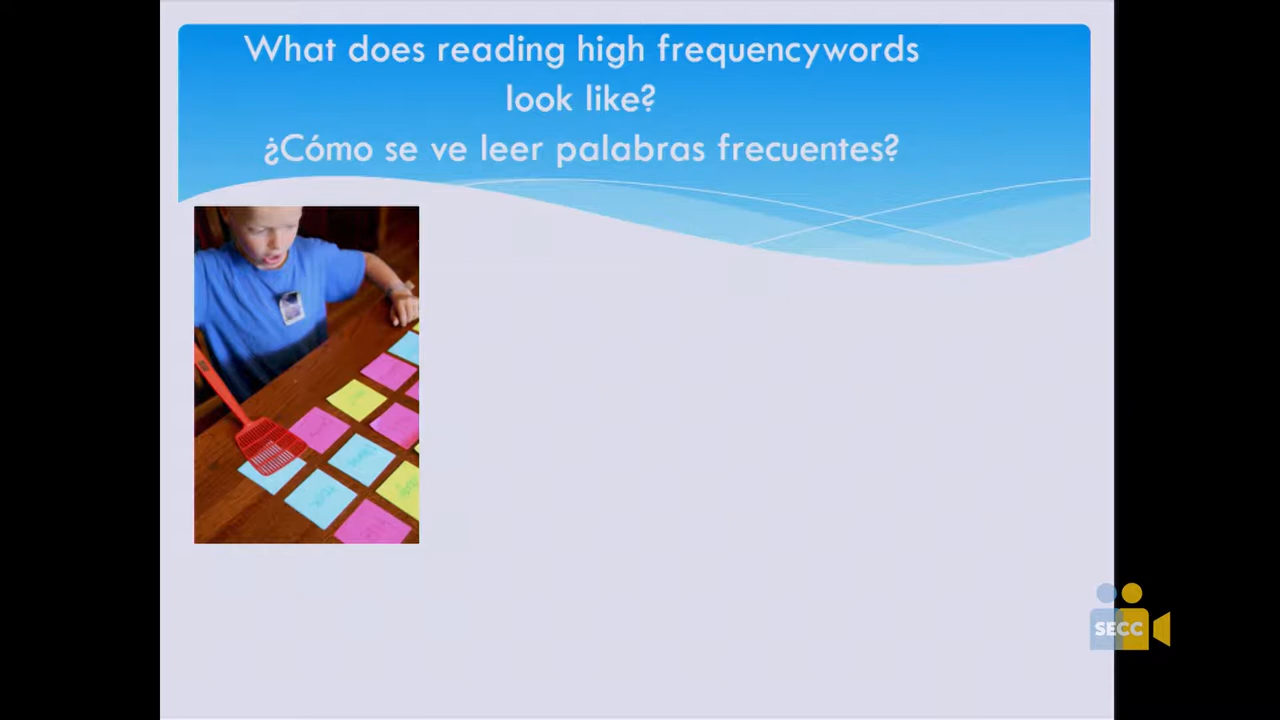 What does reading high frequencywords
look like?
¿Cómo se ve leer palabras frecuentes?
SECC